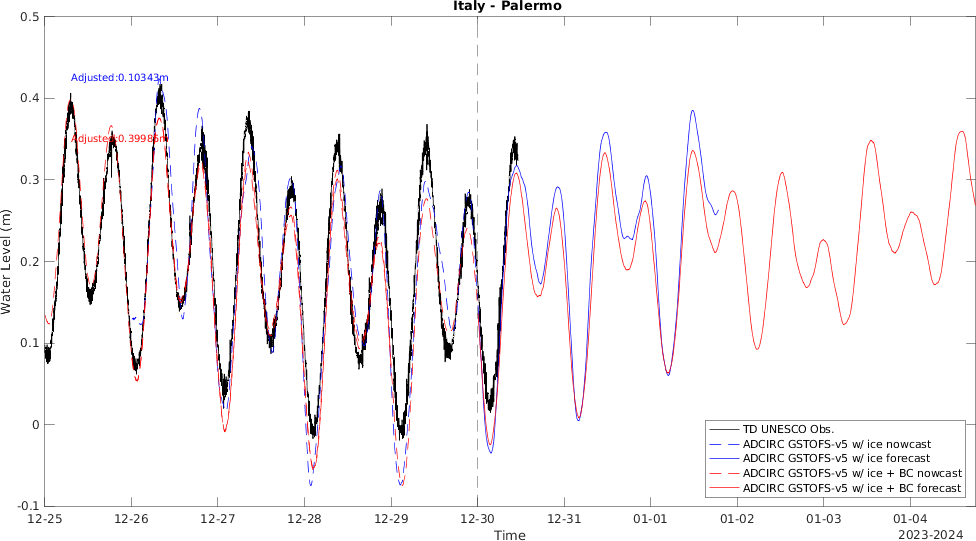 Italy - Palermo
0.5
0.4
0.3
0.2
0.1
0
-0.1
Water Level (m)
Adjusted:0.10343m
Adjusted:0.39986m
TD UNESCO Obs.
ADCIRC GSTOFS-v5 w/ ice nowcast
ADCIRC GSTOFS-v5 w/ ice forecast
ADCIRC GSTOFS-v5 w/ ice + BC nowcast
ADCIRC GSTOFS-v5 w/ ice + BC forecast
12-25 12-26 12-27 12-28 12-29 12-30 12-31 01-01 01-02 01-03 01-04
Time
2023-2024